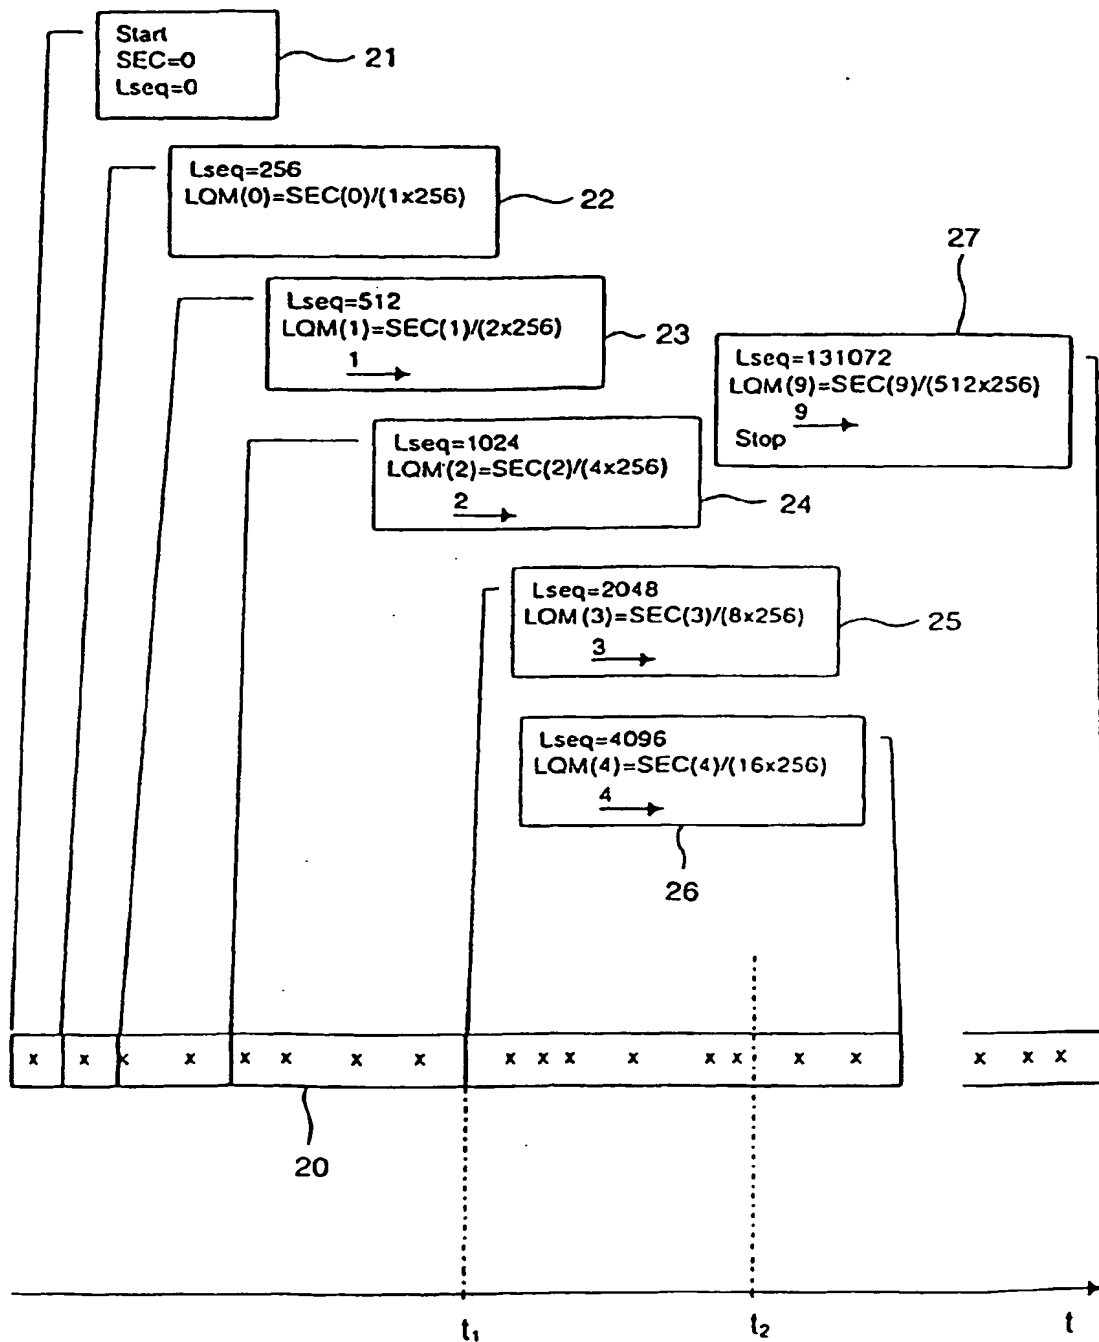 Start
SEC=0
Lseq=0
21
Lseq=256
LQM(0)=SEC(0)/(1x256)
22
Lseq=512
LQM(1)=SEC(1)/(2x256)
1
23
27
Lseq=131072
LQM(9)=SEC(9)/(512x256)
9
Stop
Lseq=1024
LQM(2)=SEC(2)/(4x256)
2
24
Lseq=2048
LQM(3)=SEC(3)/(8x256)
3
25
Lseq=4096
LQM(4)=SEC(4)/(16x256)
4
26
x x x x x x x x x x x x x x x x x x x
20
t1 t2 t